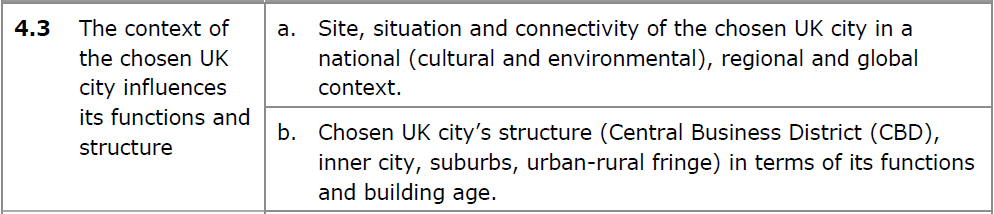 4.3 The context of
the chosen UK
city influences
its functions and
structure
a. Site, situation and connectivity of the chosen UK city in a
national (cultural and environmental), regional and global
context.
b. Chosen UK city’s structure (Central Business District (CBD),
inner city, suburbs, urban-rural fringe) in terms of its functions
and building age.